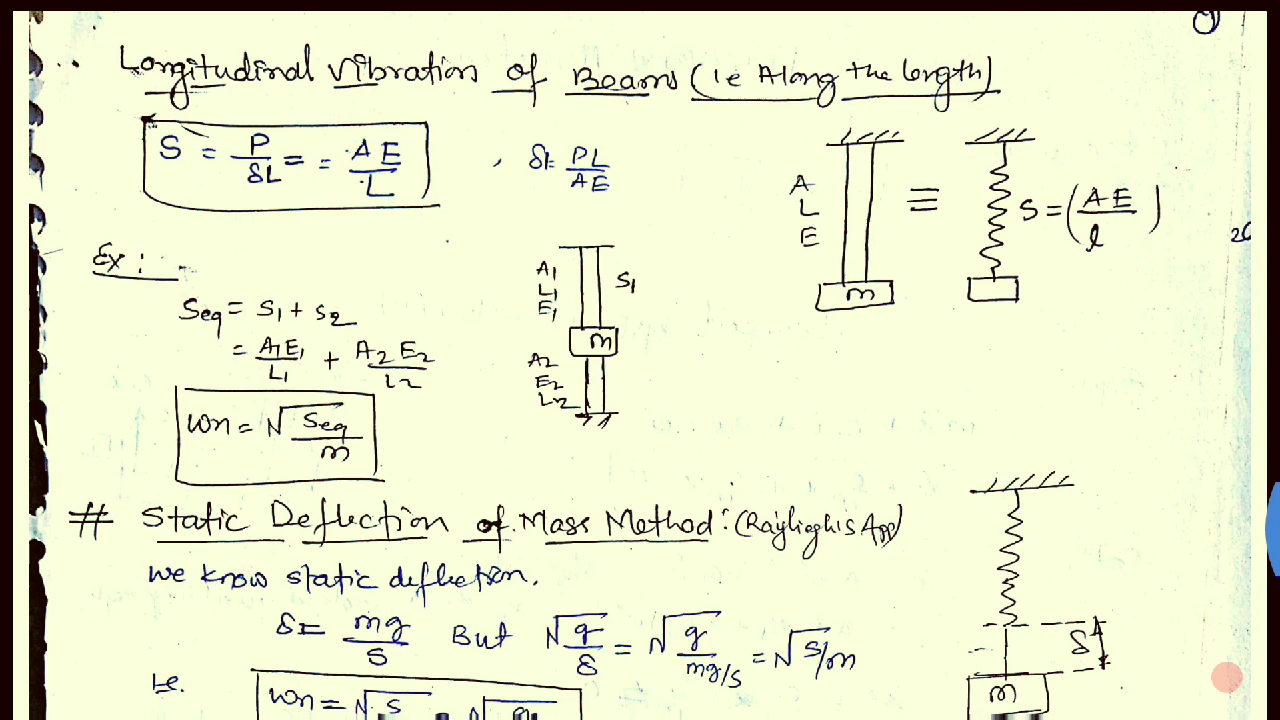 Longitudinal Vibration of Beams (ie Along the length)
S = P/δL = = AE/L , δl = PL/AE
A
L
E
m
≡
S = (AE/l)
Ex :
Seq = S1 + S2
= A1E1/L1 + A2E2/L2
ωn = √Seq/m
A1
L1
E1
S1
m
A2
E2
L2
# Static Deflection of Mass Method : (Raylieghis App)
We know static deflection.
δ = mg/S But √g/δ = √g/mg/s = √S/m
δ
m
ie.
ωn = √S